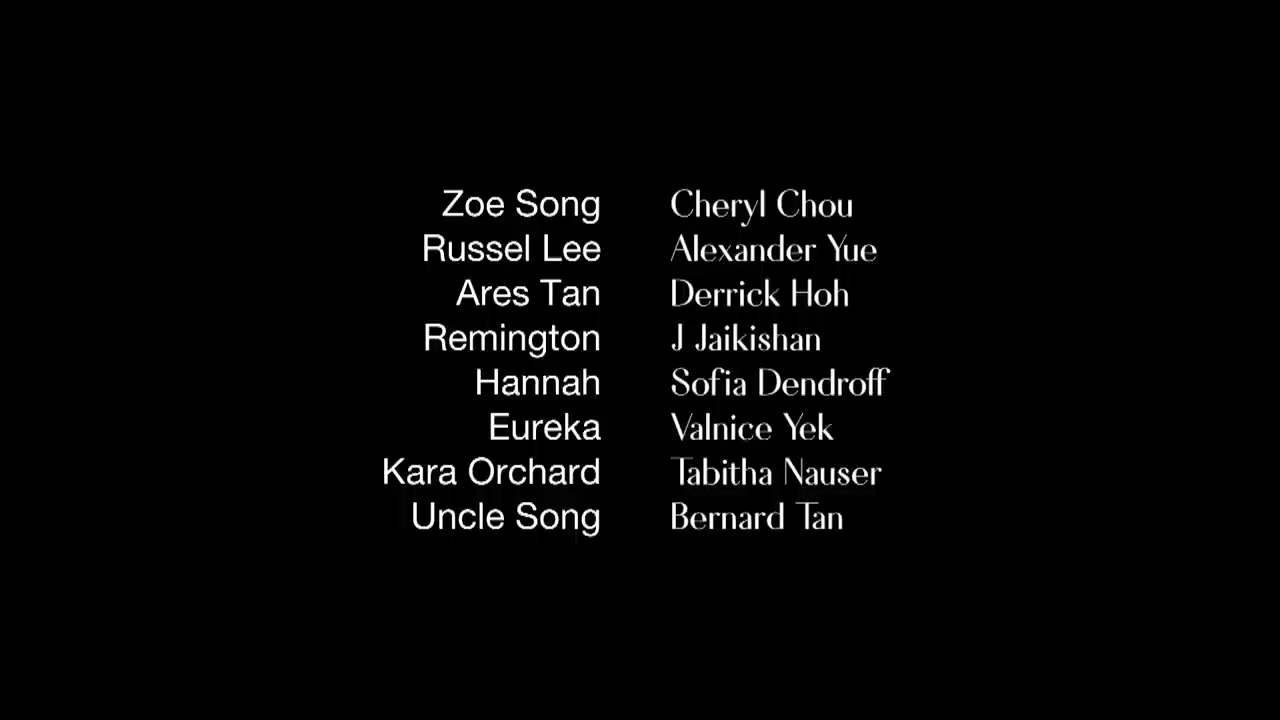 Zoe Song Cheryl Chou
Russel Lee Alexander Yue
Ares Tan Derrick Hoh
Remington J Jaikishan
Hannah Sofia Dendroff
Eureka Valnice Yek
Kara Orchard Tabitha Nauser
Uncle Song Bernard Tan